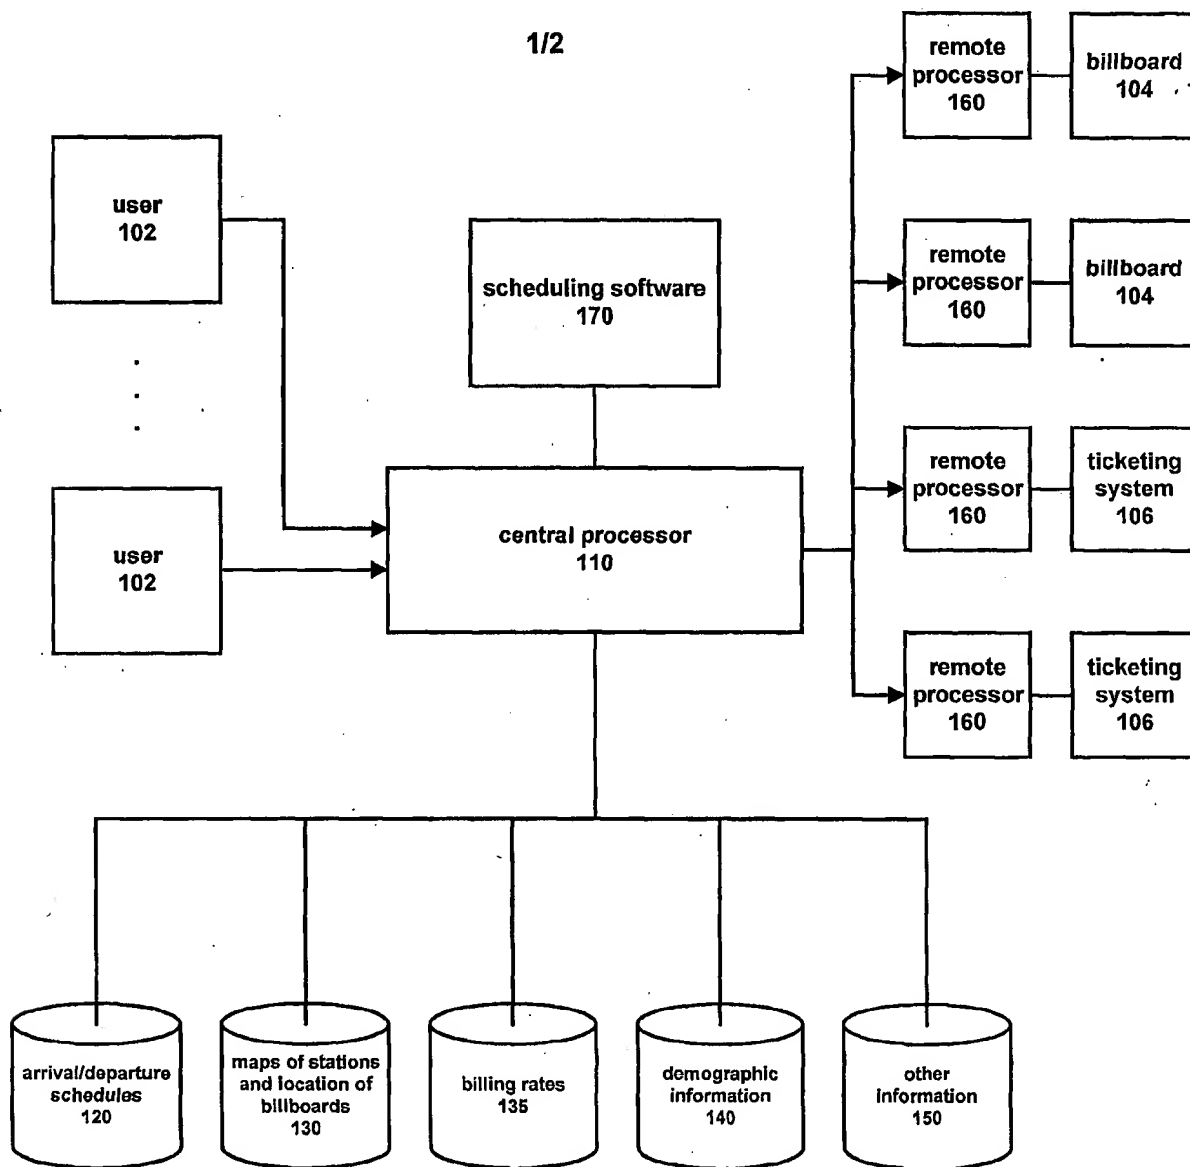 1/2
remote
processor
160
billboard
104
user
102
scheduling software
170
remote
processor
160
billboard
104
remote
processor
160
ticketing
system
106
user
102
central processor
110
remote
processor
160
ticketing
system
106
arrival/departure
schedules
120
maps of stations
and location of
billboards
130
billing rates
135
demographic
information
140
other
information
150